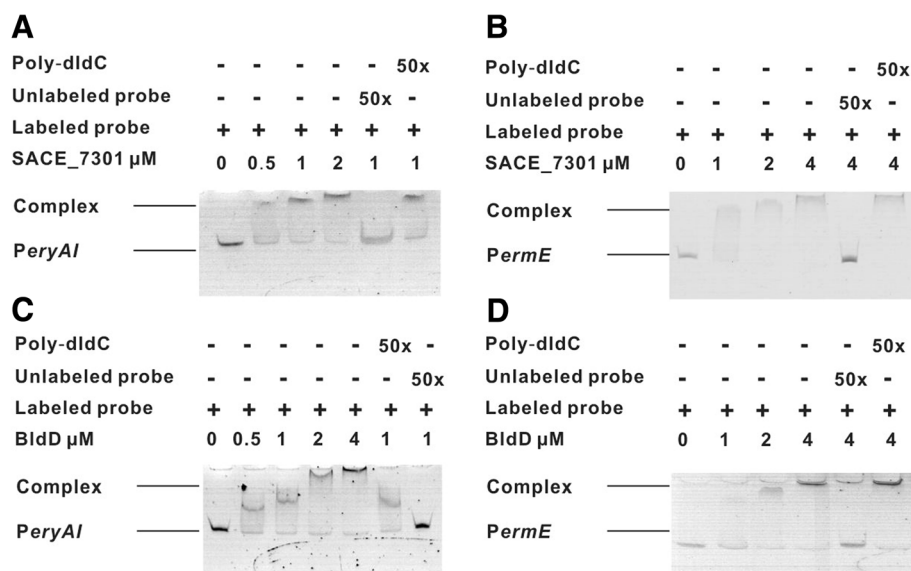 A
Poly-dIdC - - - - - 50x
Unlabeled probe - - - - 50x -
Labeled probe + + + + + +
SACE_7301 μM 0 0.5 1 2 1 1
Complex
PeryAI
B
Poly-dIdC - - - - - 50x
Unlabeled probe - - - - 50x -
Labeled probe + + + + + +
SACE_7301 μM 0 1 2 4 4 4
Complex
PermE
C
Poly-dIdC - - - - - 50x -
Unlabeled probe - - - - - - 50x
Labeled probe + + + + + + +
BldD μM 0 0.5 1 2 4 1 1
Complex
PeryAI
D
Poly-dIdC - - - - - 50x
Unlabeled probe - - - - 50x -
Labeled probe + + + + + +
BldD μM 0 1 2 4 4 4
Complex
PermE